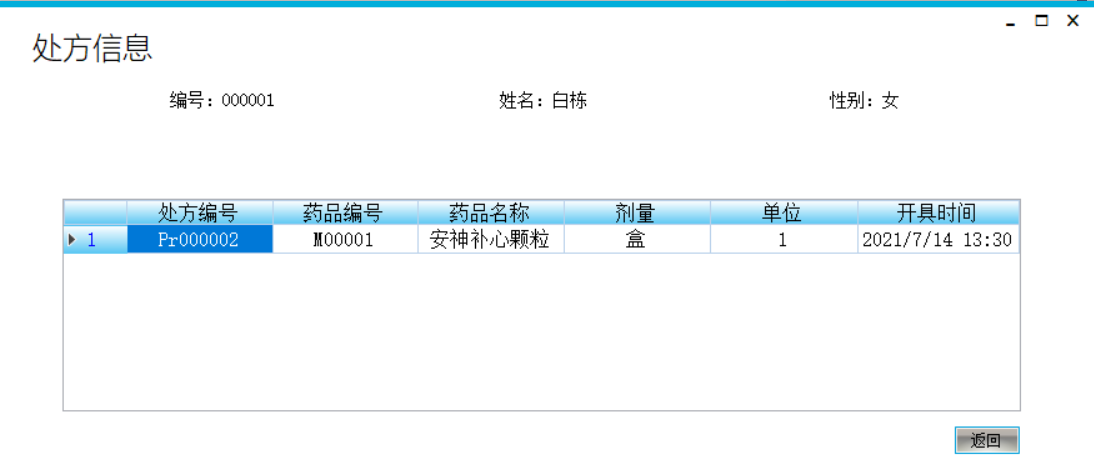 处方信息
编号：000001 姓名：白栋 性别：女
处方编号 药品编号 药品名称 剂量 单位 开具时间
1 Pr000002 M00001 安神补心颗粒 盒 1 2021/7/14 13:30
返回